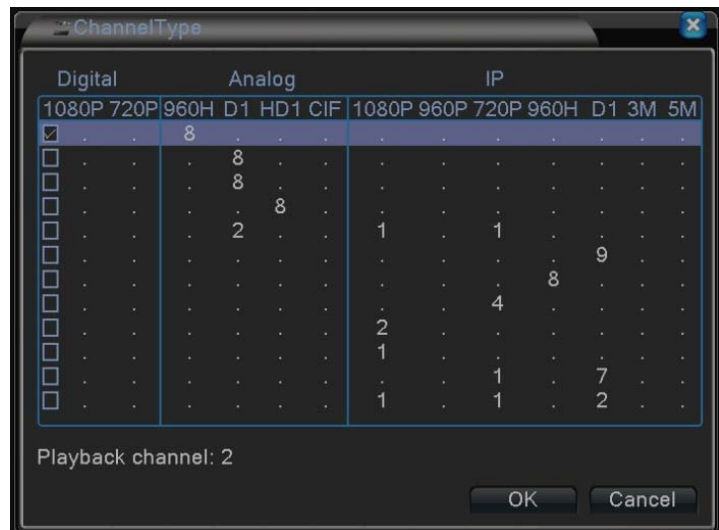 ChannelType
Digital Analog IP
1080P 720P 960H D1 HD1 CIF 1080P 960P 720P 960H D1 3M 5M
. . 8 . . . . . . . . . .
. . . 8 . . . . . . . . .
. . . 8 . . . . . . . . .
. . . . 8 . . . . . . . .
. . . 2 . . 1 . 1 . . . .
. . . . . . . . . . 9 . .
. . . . . . . . . 8 . . .
. . . . . . . . 4 . . . .
. . . . . . 2 . . . . . .
. . . . . . 1 . . . . . .
. . . . . . . . 1 . 7 . .
. . . . . . 1 . 1 . 2 . .
Playback channel: 2
OK Cancel